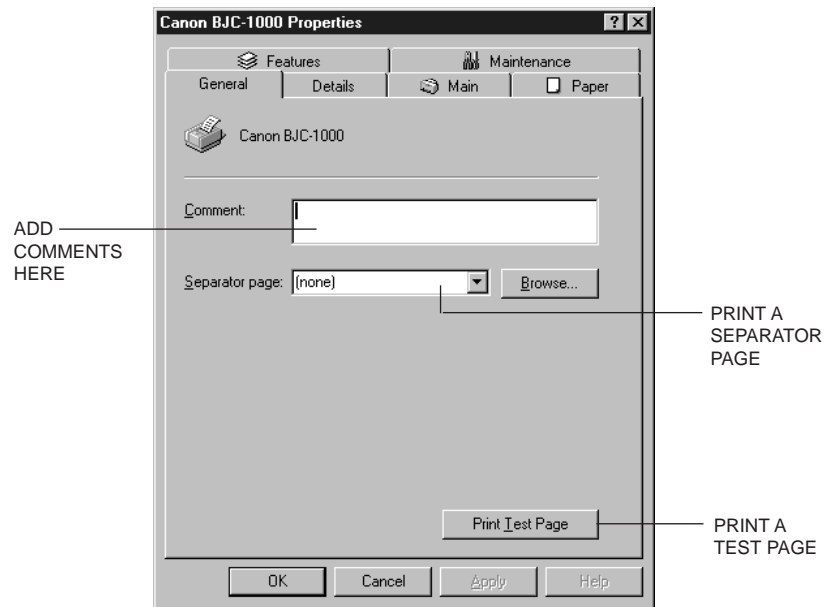 Canon BJC-1000 Properties
? ×
Features
Maintenance
General
Details
Main
Paper
Canon BJC-1000
Comment:
ADD
COMMENTS
HERE
Separator page:
(none)
Browse...
PRINT A
SEPARATOR
PAGE
Print Test Page
PRINT A
TEST PAGE
OK
Cancel
Apply
Help